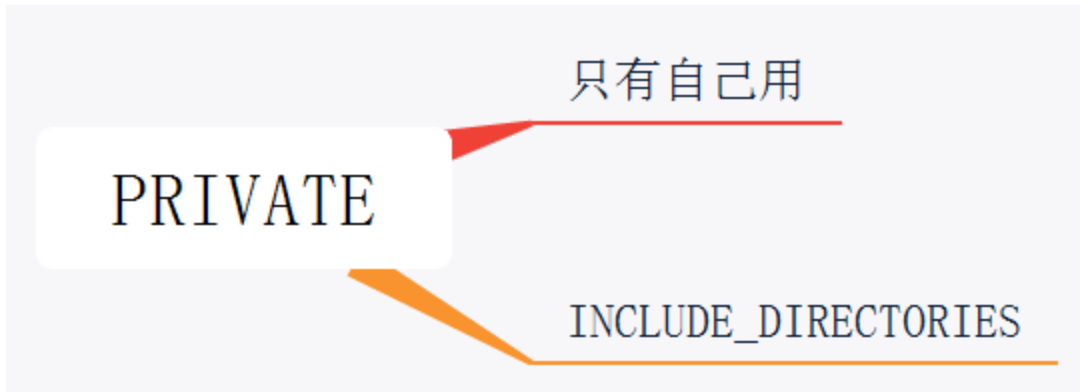 只有自己用
PRIVATE
INCLUDE_DIRECTORIES